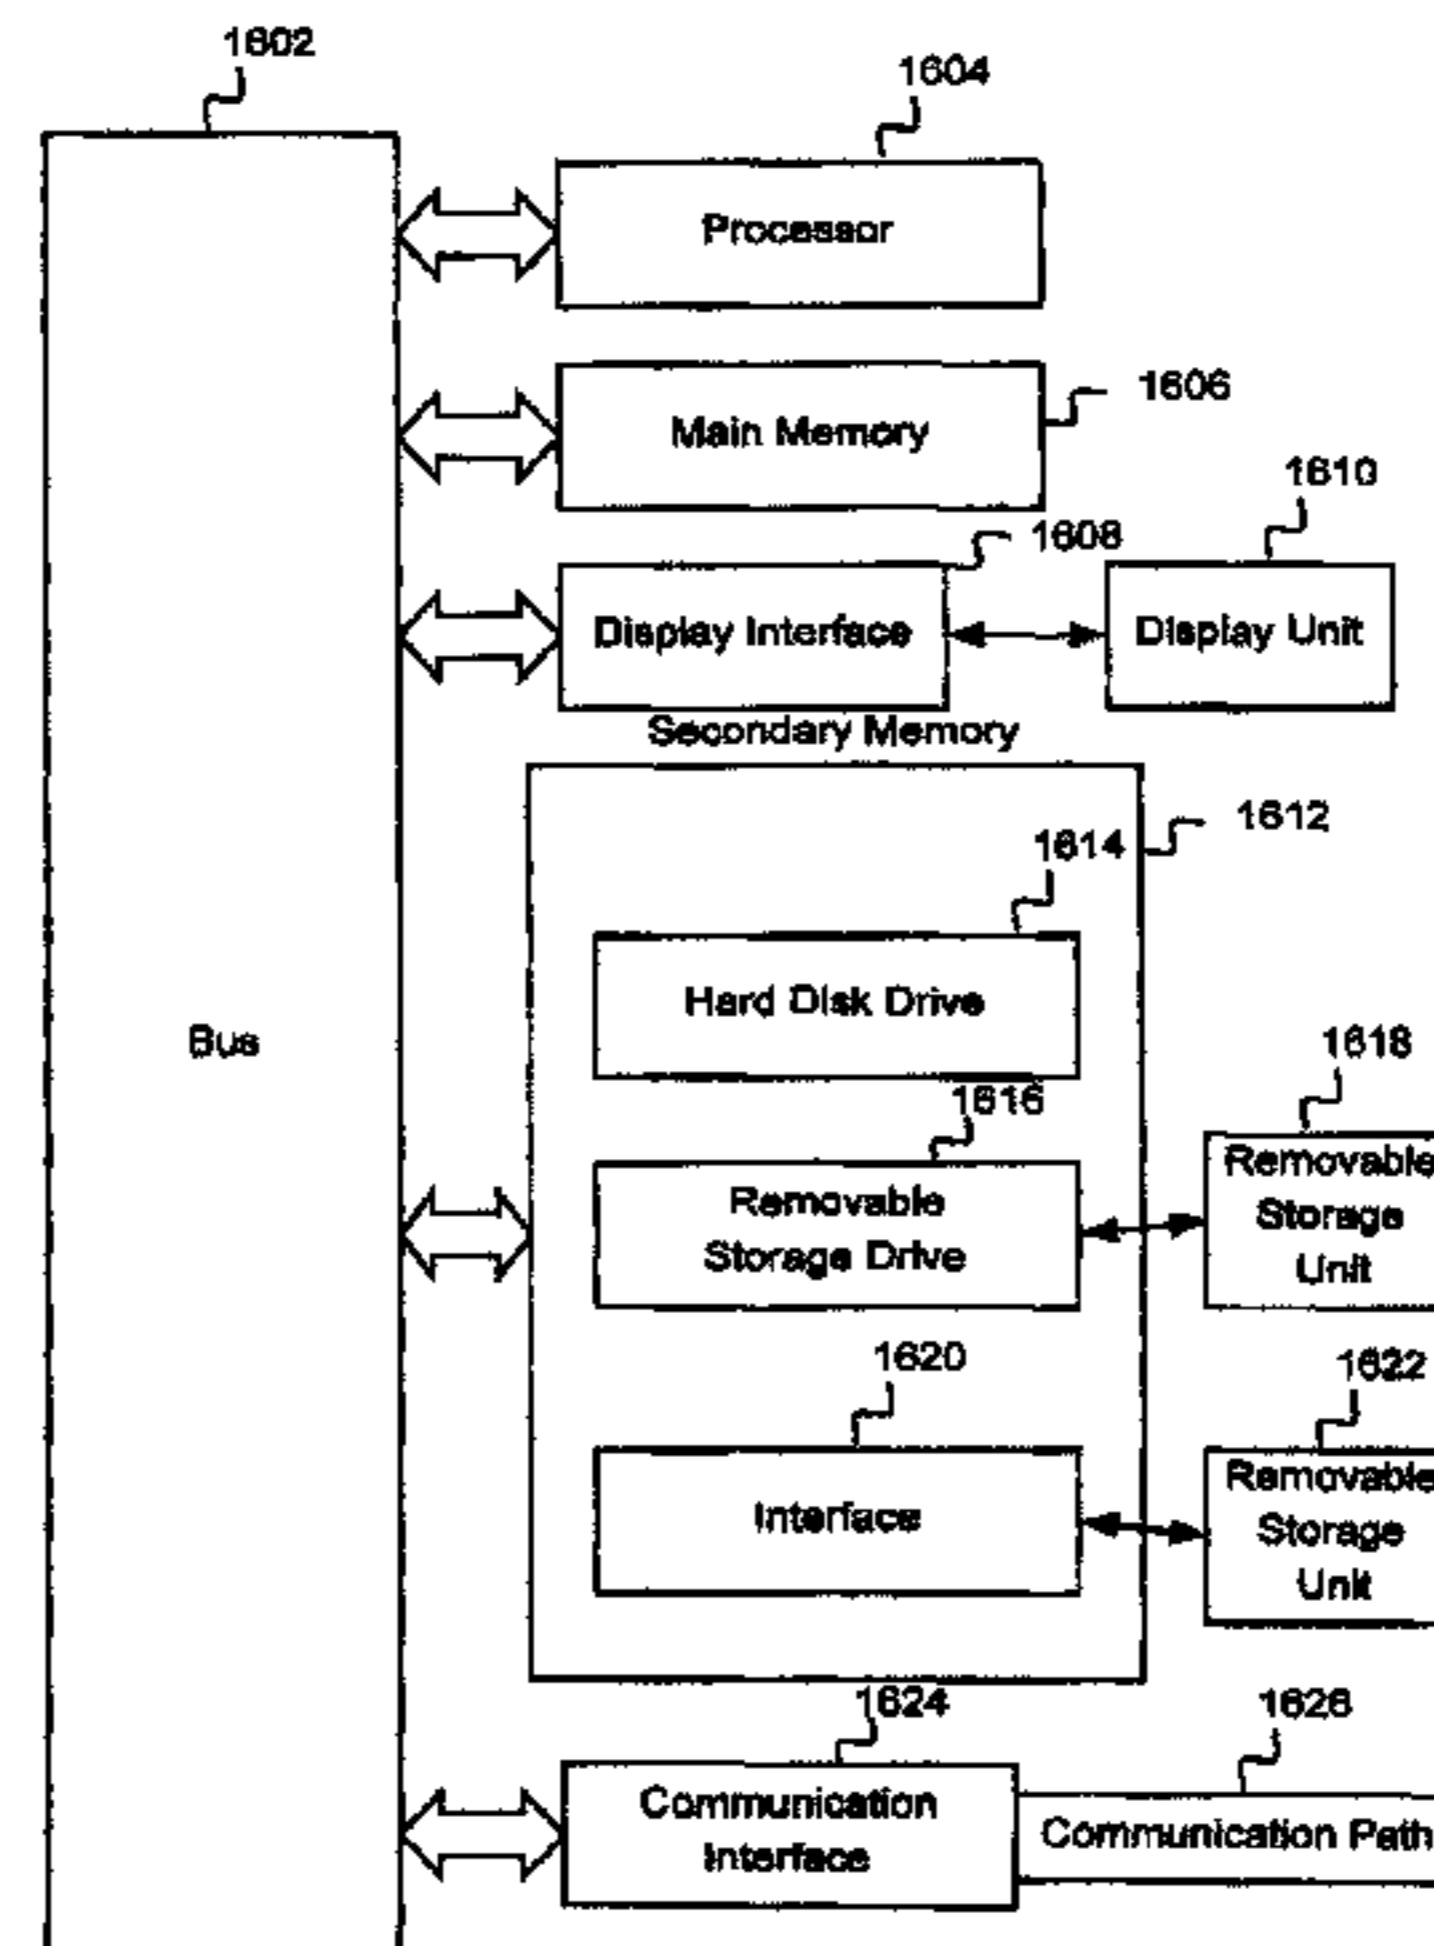 1602
1604
Processor
1606
Main Memory
1610
1608
Display Interface
Display Unit
Secondary Memory
1612
1614
Hard Disk Drive
Bus
1618
1616
Removable
Storage
Unit
Removable
Storage Drive
1620
1622
Interface
Removable
Storage
Unit
1624
1626
Communication
Interface
Communication Path